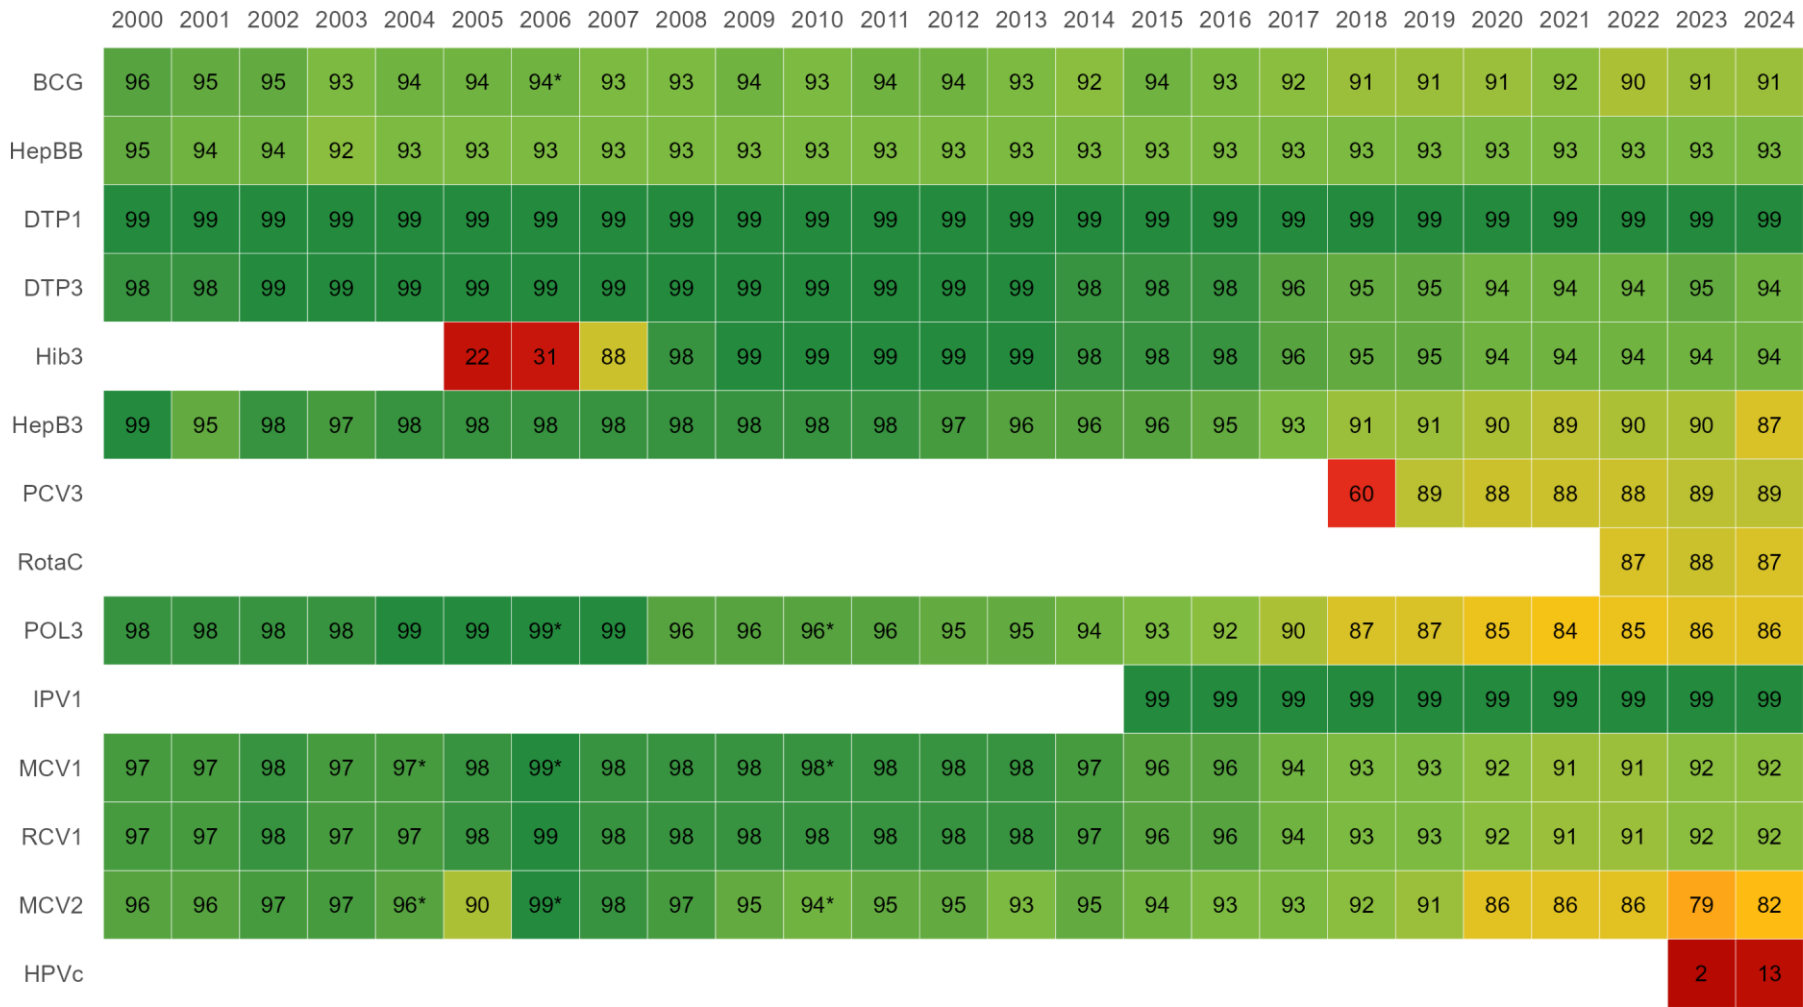 2000 2001 2002 2003 2004 2005 2006 2007 2008 2009 2010 2011 2012 2013 2014 2015 2016 2017 2018 2019 2020 2021 2022 2023 2024
BCG 96 95 95 93 94 94 94* 93 93 94 93 94 94 93 92 94 93 92 91 91 91 92 90 91 91
HepBB 95 94 94 92 93 93 93 93 93 93 93 93 93 93 93 93 93 93 93 93 93 93 93 93 93
DTP1 99 99 99 99 99 99 99 99 99 99 99 99 99 99 99 99 99 99 99 99 99 99 99 99 99
DTP3 98 98 99 99 99 99 99 99 99 99 99 99 99 99 98 98 98 96 95 95 94 94 94 95 94
Hib3 22 31 88 98 99 99 99 99 99 98 98 98 96 95 95 94 94 94 94 94
HepB3 99 95 98 97 98 98 98 98 98 98 98 98 97 96 96 96 95 93 91 91 90 89 90 90 87
PCV3 60 89 88 88 88 89 89
RotaC 87 88 87
POL3 98 98 98 98 99 99 99* 99 96 96 96* 96 95 95 94 93 92 90 87 87 85 84 85 86 86
IPV1 99 99 99 99 99 99 99 99 99 99
MCV1 97 97 98 97 97* 98 99* 98 98 98 98* 98 98 98 97 96 96 94 93 93 92 91 91 92 92
RCV1 97 97 98 97 97 98 99 98 98 98 98 98 98 98 97 96 96 94 93 93 92 91 91 92 92
MCV2 96 96 97 97 96* 90 99* 98 97 95 94* 95 95 93 95 94 93 93 92 91 86 86 86 79 82
HPVc 2 13